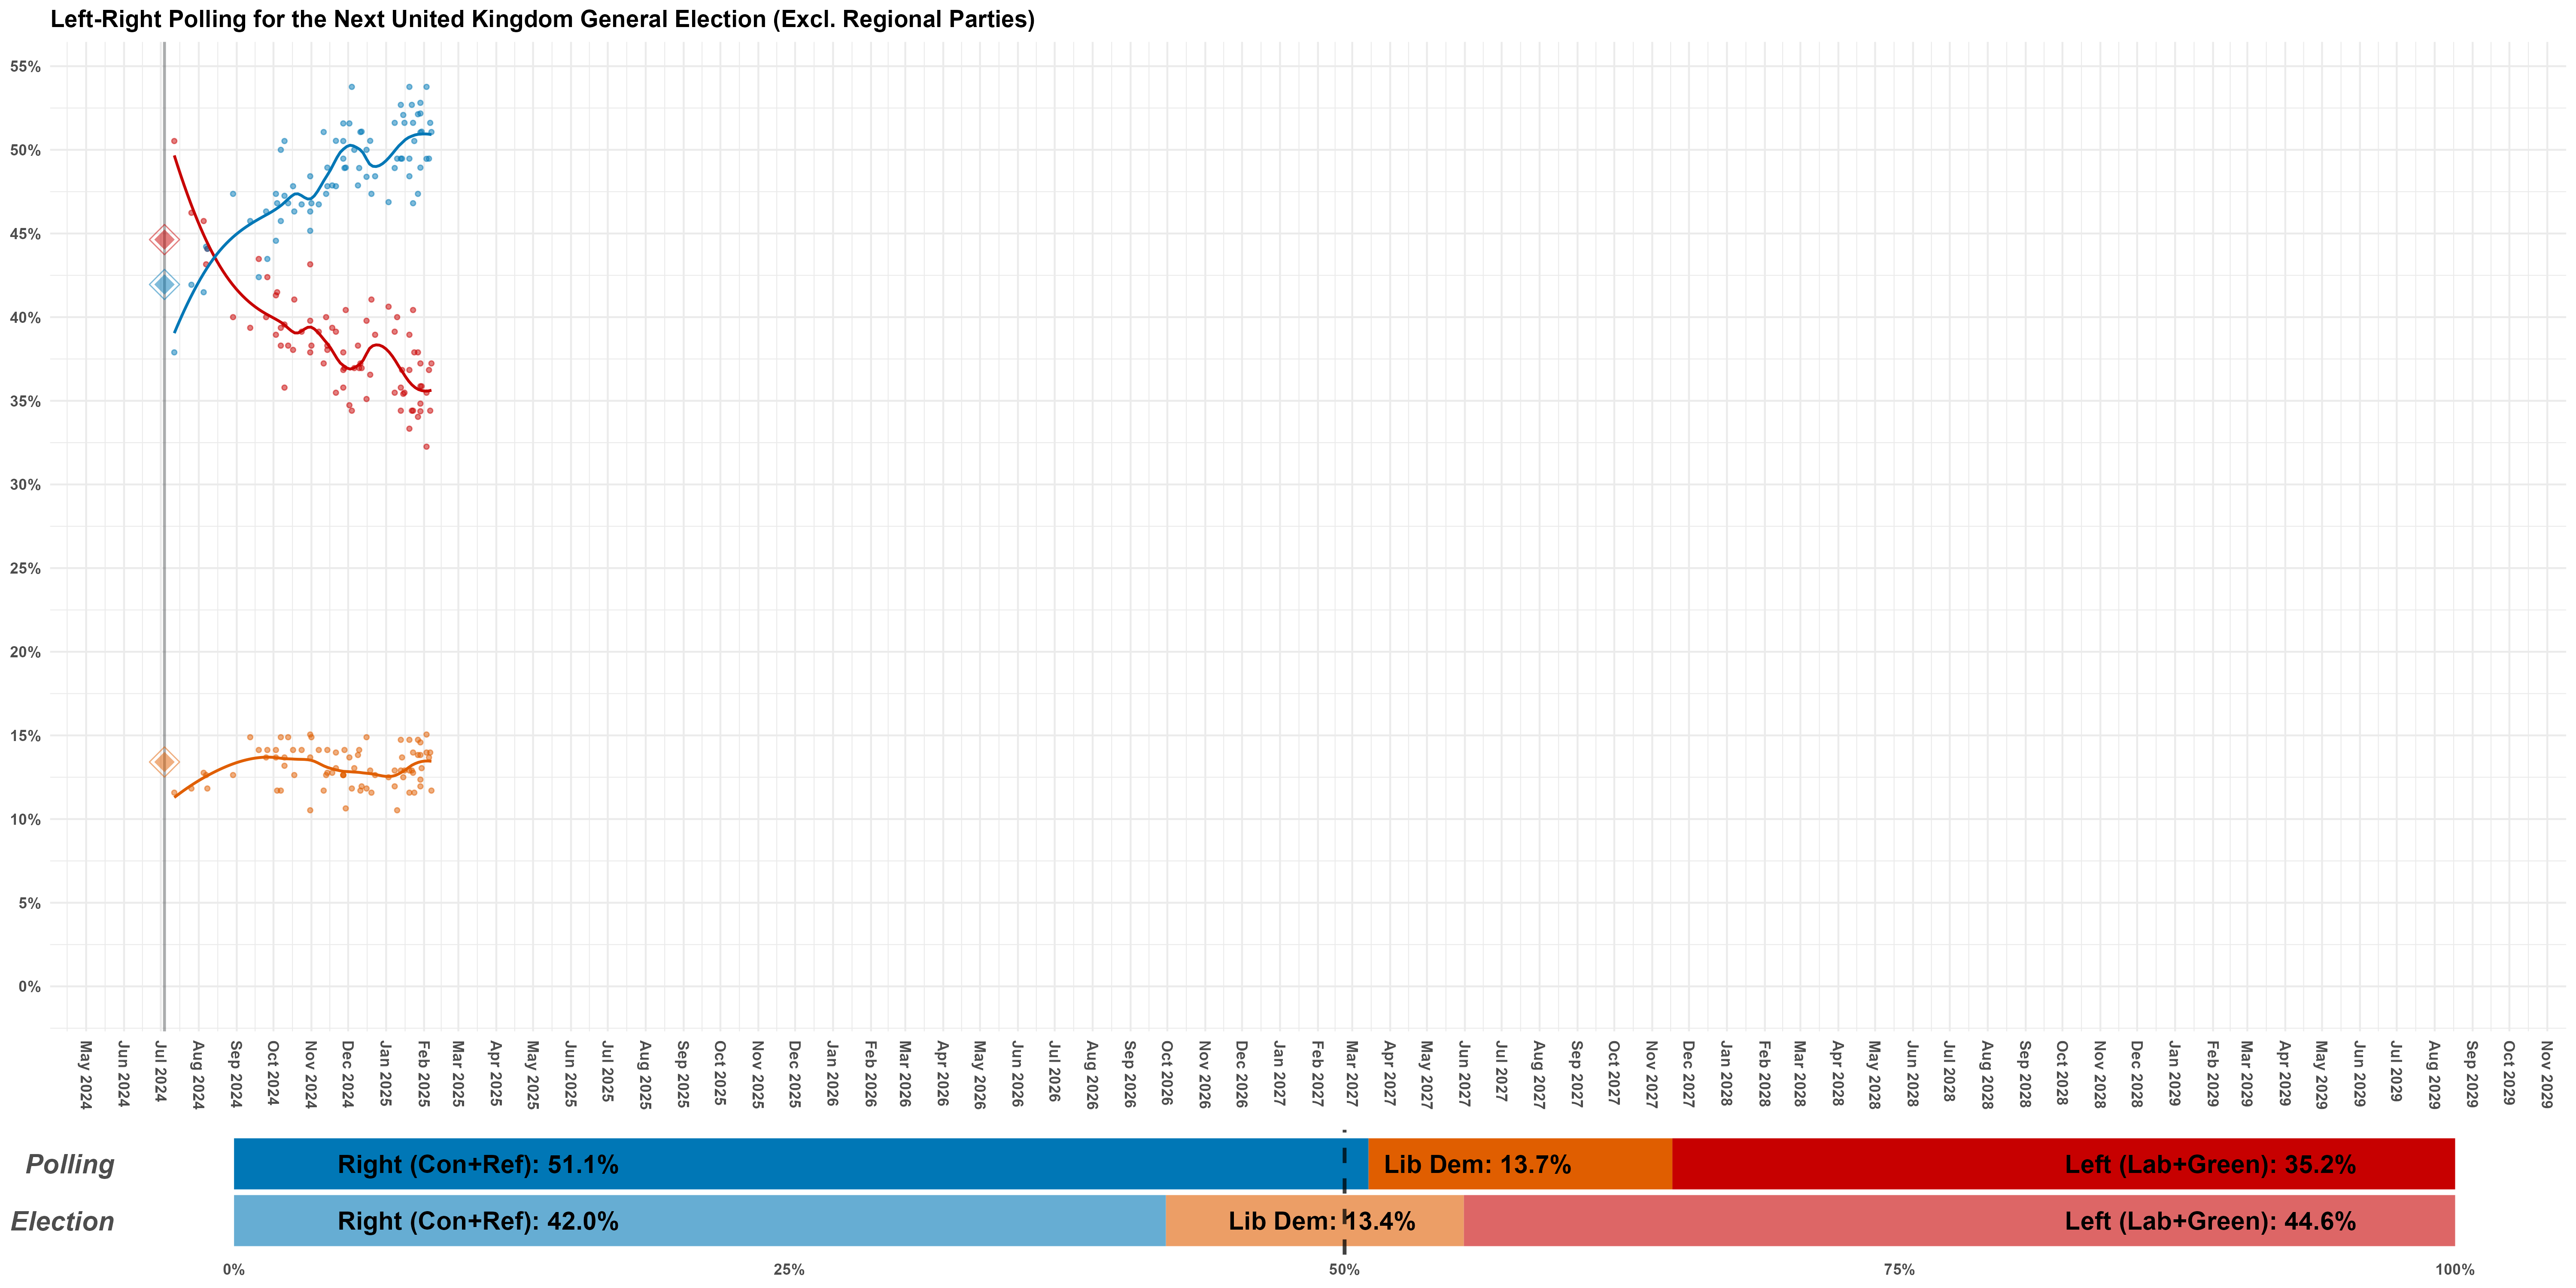 Left-Right Polling for the Next United Kingdom General Election (Excl. Regional Parties)
55%
50%
45%
40%
35%
30%
25%
20%
15%
10%
5%
0%
May 2024
Jun 2024
Jul 2024
Aug 2024
Sep 2024
Oct 2024
Nov 2024
Dec 2024
Jan 2025
Feb 2025
Mar 2025
Apr 2025
May 2025
Jun 2025
Jul 2025
Aug 2025
Sep 2025
Oct 2025
Nov 2025
Dec 2025
Jan 2026
Feb 2026
Mar 2026
Apr 2026
May 2026
Jun 2026
Jul 2026
Aug 2026
Sep 2026
Oct 2026
Nov 2026
Dec 2026
Jan 2027
Feb 2027
Mar 2027
Apr 2027
May 2027
Jun 2027
Jul 2027
Aug 2027
Sep 2027
Oct 2027
Nov 2027
Dec 2027
Jan 2028
Feb 2028
Mar 2028
Apr 2028
May 2028
Jun 2028
Jul 2028
Aug 2028
Sep 2028
Oct 2028
Nov 2028
Dec 2028
Jan 2029
Feb 2029
Mar 2029
Apr 2029
May 2029
Jun 2029
Jul 2029
Aug 2029
Sep 2029
Oct 2029
Nov 2029
Polling Right (Con+Ref): 51.1% Lib Dem: 13.7% Left (Lab+Green): 35.2%
Election Right (Con+Ref): 42.0% Lib Dem: 13.4% Left (Lab+Green): 44.6%
0% 25% 50% 75% 100%